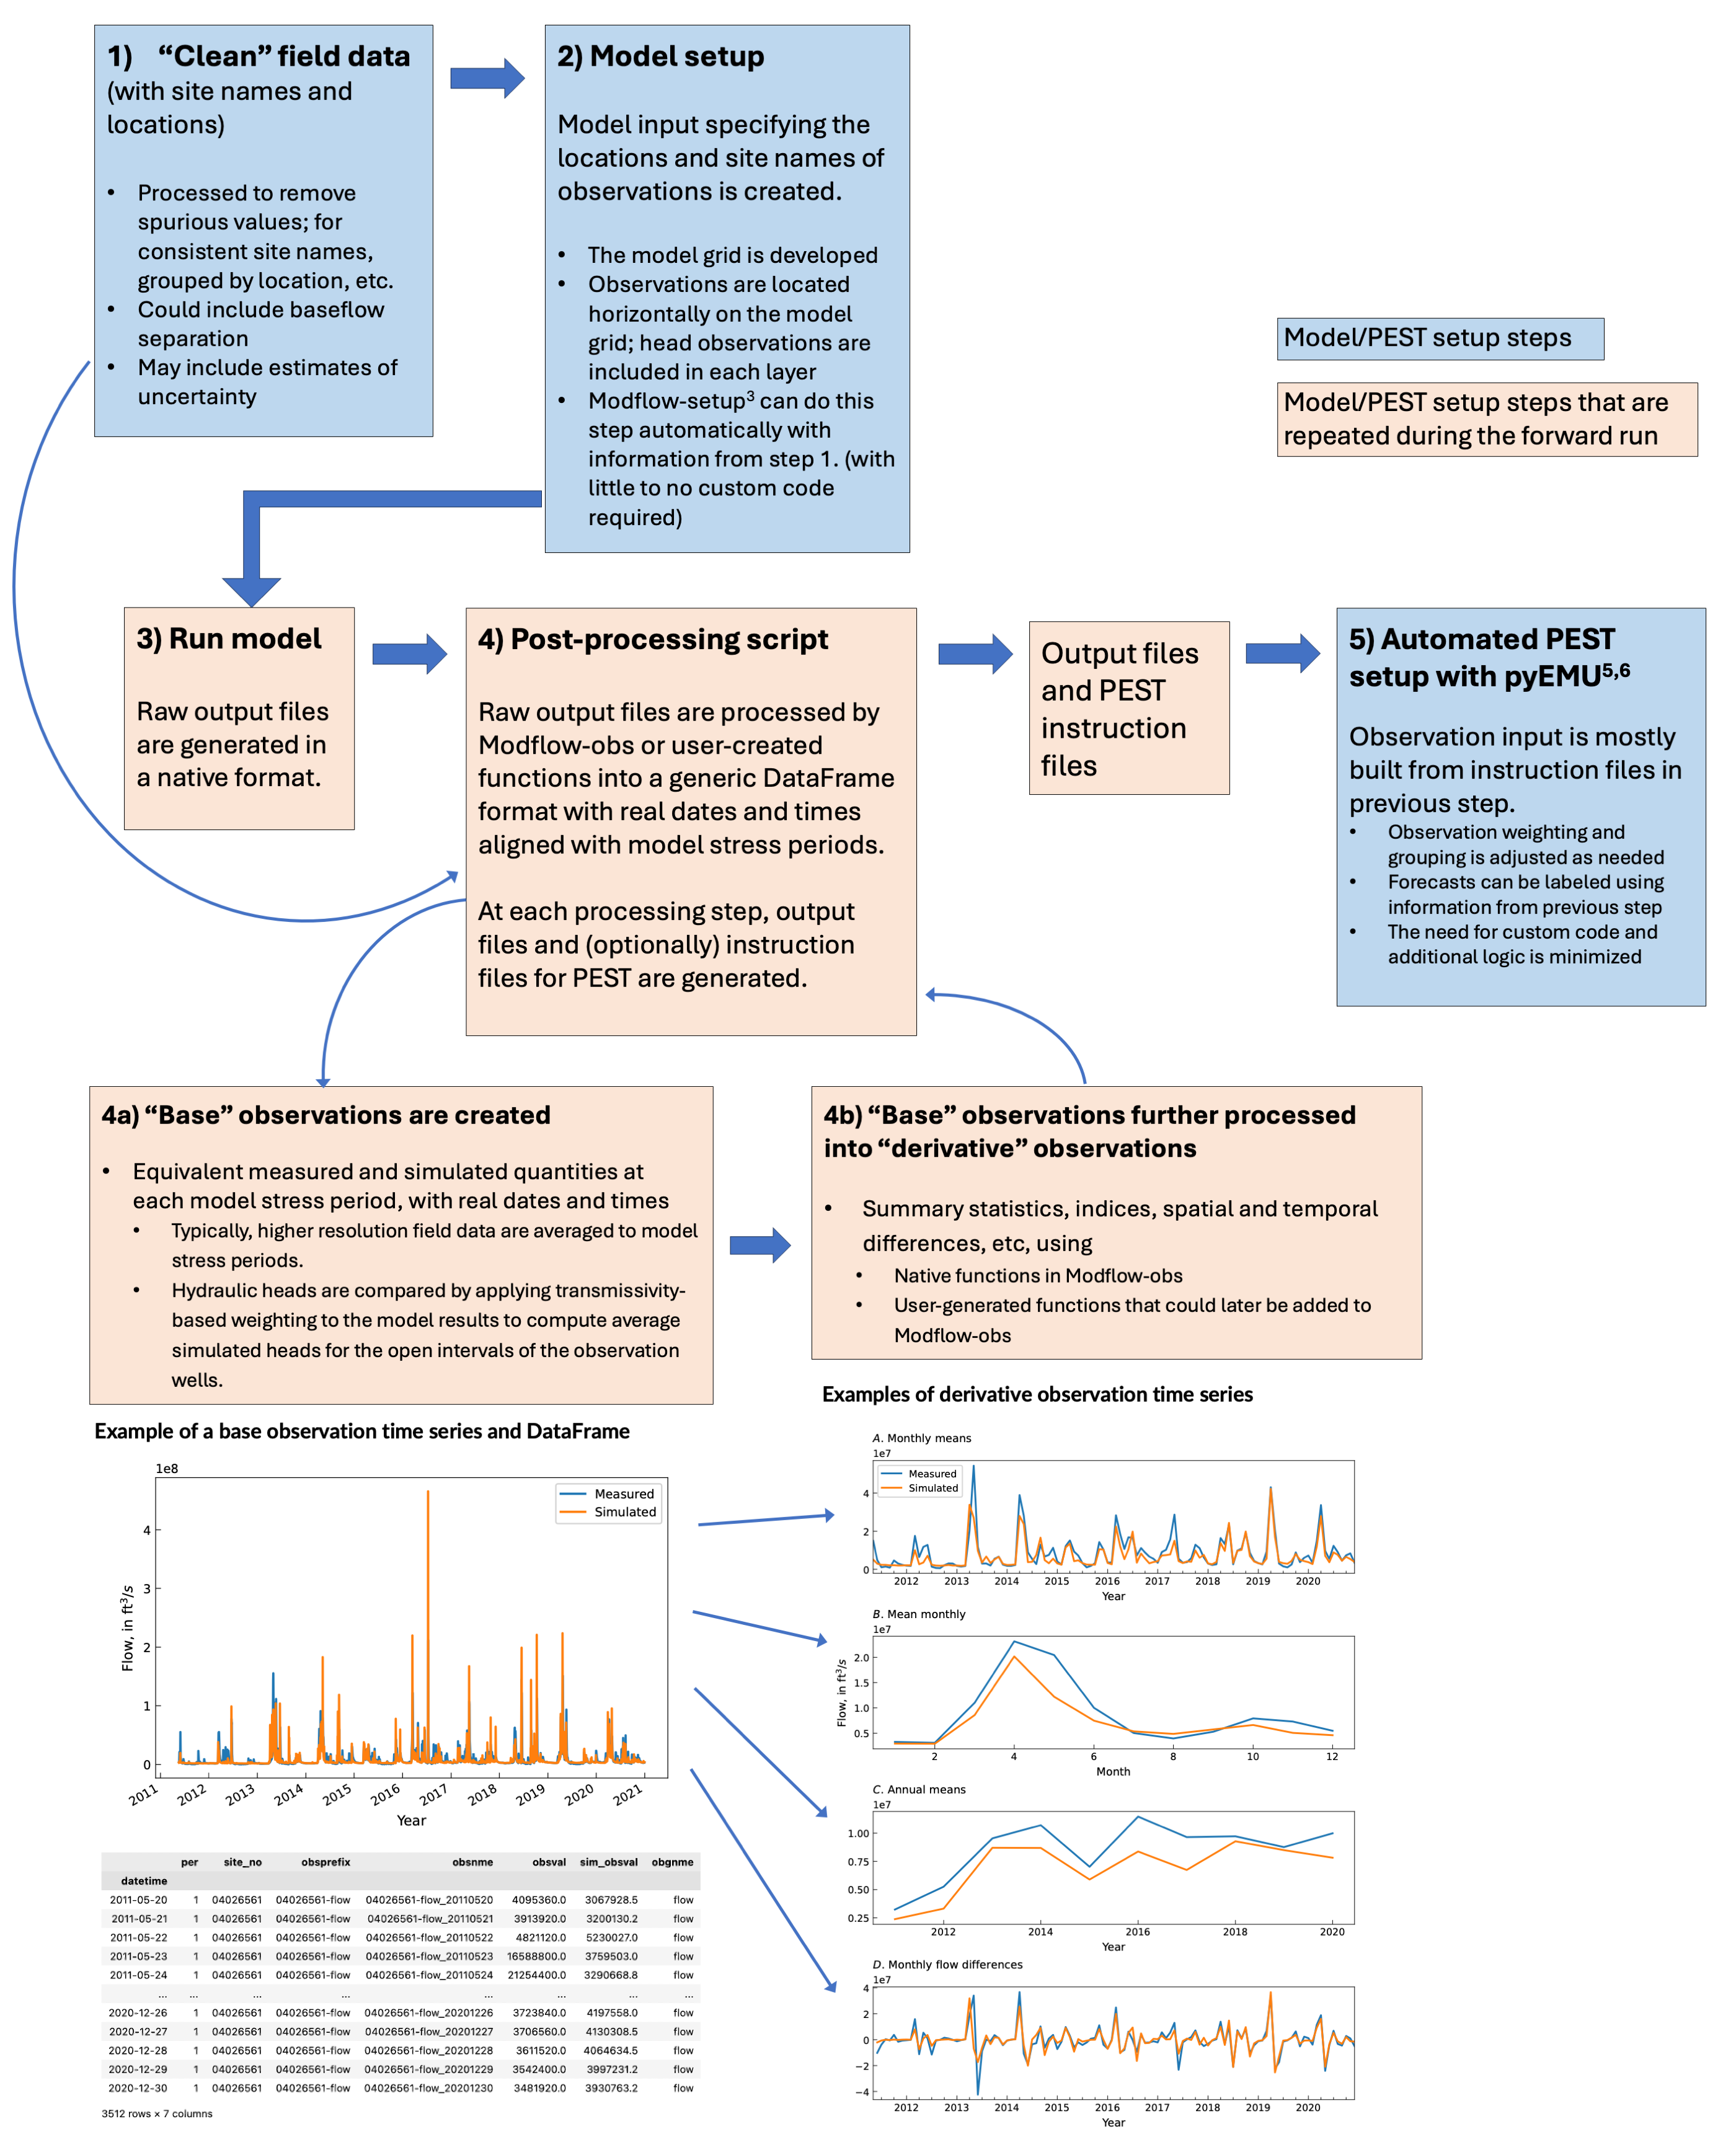 1) “Clean” field data
(with site names and
locations)
• Processed to remove
spurious values; for
consistent site names,
grouped by location, etc.
• Could include baseflow
separation
• May include estimates of
uncertainty
2) Model setup
Model input specifying the
locations and site names of
observations is created.
• The model grid is developed
• Observations are located
horizontally on the model
grid; head observations are
included in each layer
• Modflow-setup³ can do this
step automatically with
information from step 1. (with
little to no custom code
required)
Model/PEST setup steps
Model/PEST setup steps that are
repeated during the forward run
3) Run model
Raw output files
are generated in
a native format.
4) Post-processing script
Raw output files are processed by
Modflow-obs or user-created
functions into a generic DataFrame
format with real dates and times
aligned with model stress periods.
At each processing step, output
files and (optionally) instruction
files for PEST are generated.
Output files
and PEST
instruction
files
5) Automated PEST
setup with pyEMU⁵,⁶
Observation input is mostly
built from instruction files in
previous step.
• Observation weighting and
grouping is adjusted as needed
• Forecasts can be labeled using
information from previous step
• The need for custom code and
additional logic is minimized
4a) “Base” observations are created
• Equivalent measured and simulated quantities at
each model stress period, with real dates and times
• Typically, higher resolution field data are averaged to model
stress periods.
• Hydraulic heads are compared by applying transmissivity-
based weighting to the model results to compute average
simulated heads for the open intervals of the observation
wells.
4b) “Base” observations further processed
into “derivative” observations
• Summary statistics, indices, spatial and temporal
differences, etc, using
• Native functions in Modflow-obs
• User-generated functions that could later be added to
Modflow-obs
Example of a base observation time series and DataFrame
1e8
Measured
Simulated
4
3
2
1
0
Flow, in ft³/s
2011 2012 2013 2014 2015 2016 2017 2018 2019 2020 2021
Year
per site_no obsprefix obsnme obsval sim_obsval obgnme
datetime
2011-05-20 1 04026561 04026561-flow 04026561-flow_20110520 4095360.0 3067928.5 flow
2011-05-21 1 04026561 04026561-flow 04026561-flow_20110521 3913920.0 3200130.2 flow
2011-05-22 1 04026561 04026561-flow 04026561-flow_20110522 4821120.0 5230027.0 flow
2011-05-23 1 04026561 04026561-flow 04026561-flow_20110523 16588800.0 3759503.0 flow
2011-05-24 1 04026561 04026561-flow 04026561-flow_20110524 21254400.0 3290668.8 flow
... ... ... ... ... ... ... ...
2020-12-26 1 04026561 04026561-flow 04026561-flow_20201226 3723840.0 4197558.0 flow
2020-12-27 1 04026561 04026561-flow 04026561-flow_20201227 3706560.0 4130308.5 flow
2020-12-28 1 04026561 04026561-flow 04026561-flow_20201228 3611520.0 4064634.5 flow
2020-12-29 1 04026561 04026561-flow 04026561-flow_20201229 3542400.0 3997231.2 flow
2020-12-30 1 04026561 04026561-flow 04026561-flow_20201230 3481920.0 3930763.2 flow
3512 rows × 7 columns
Examples of derivative observation time series
A. Monthly means
1e7
Measured
Simulated
4
2
0
2012 2013 2014 2015 2016 2017 2018 2019 2020
Year
B. Mean monthly
1e7
2.0
1.5
1.0
0.5
Flow, in ft³/s
2 4 6 8 10 12
Month
C. Annual means
1e7
1.00
0.75
0.50
0.25
2012 2014 2016 2018 2020
Year
D. Monthly flow differences
1e7
4
2
0
−2
−4
2012 2013 2014 2015 2016 2017 2018 2019 2020
Year